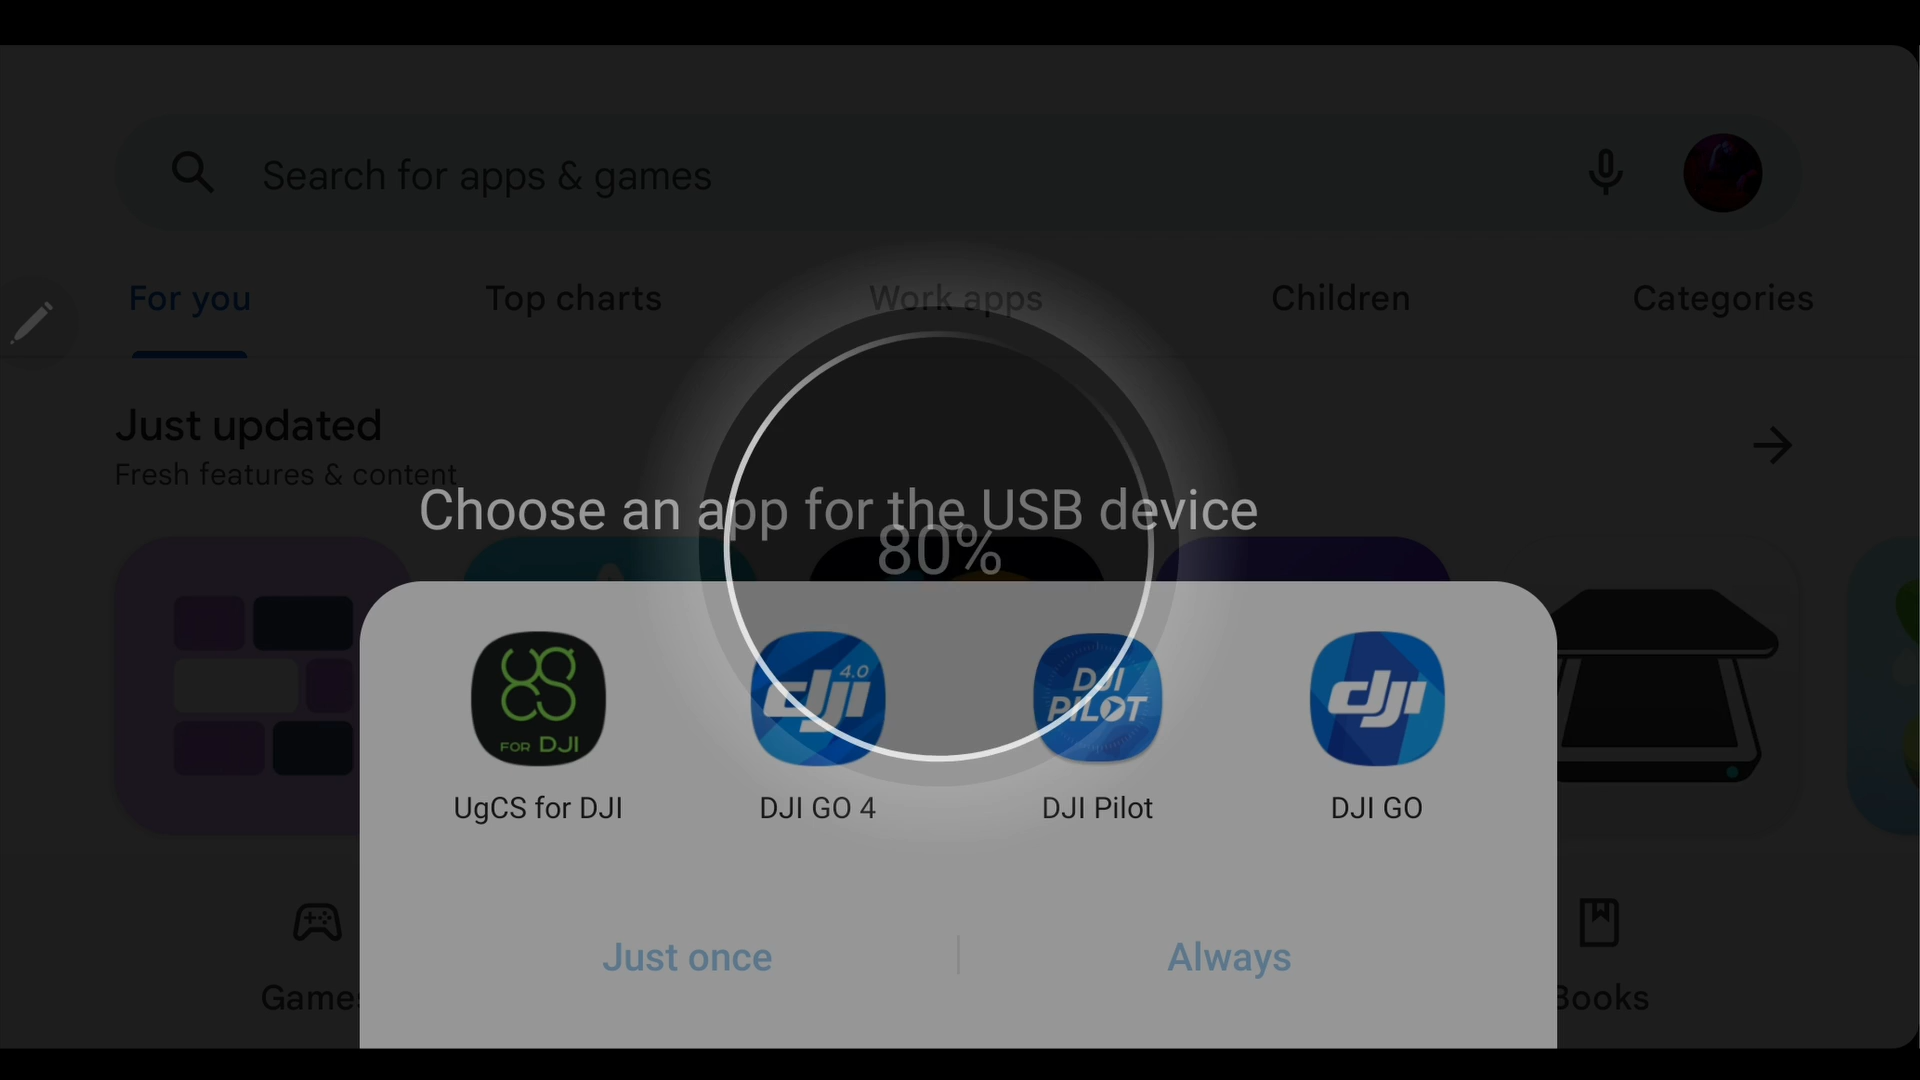 Search for apps & games
For you
Top charts
Work apps
Children
Categories
Just updated
Fresh features & content
Choose an app for the USB device
80%
UgCS
FOR DJI
dji 4.0
DJI
PILOT
dji
UgCS for DJI
DJI GO 4
DJI Pilot
DJI GO
Just once
Always
Games
Books